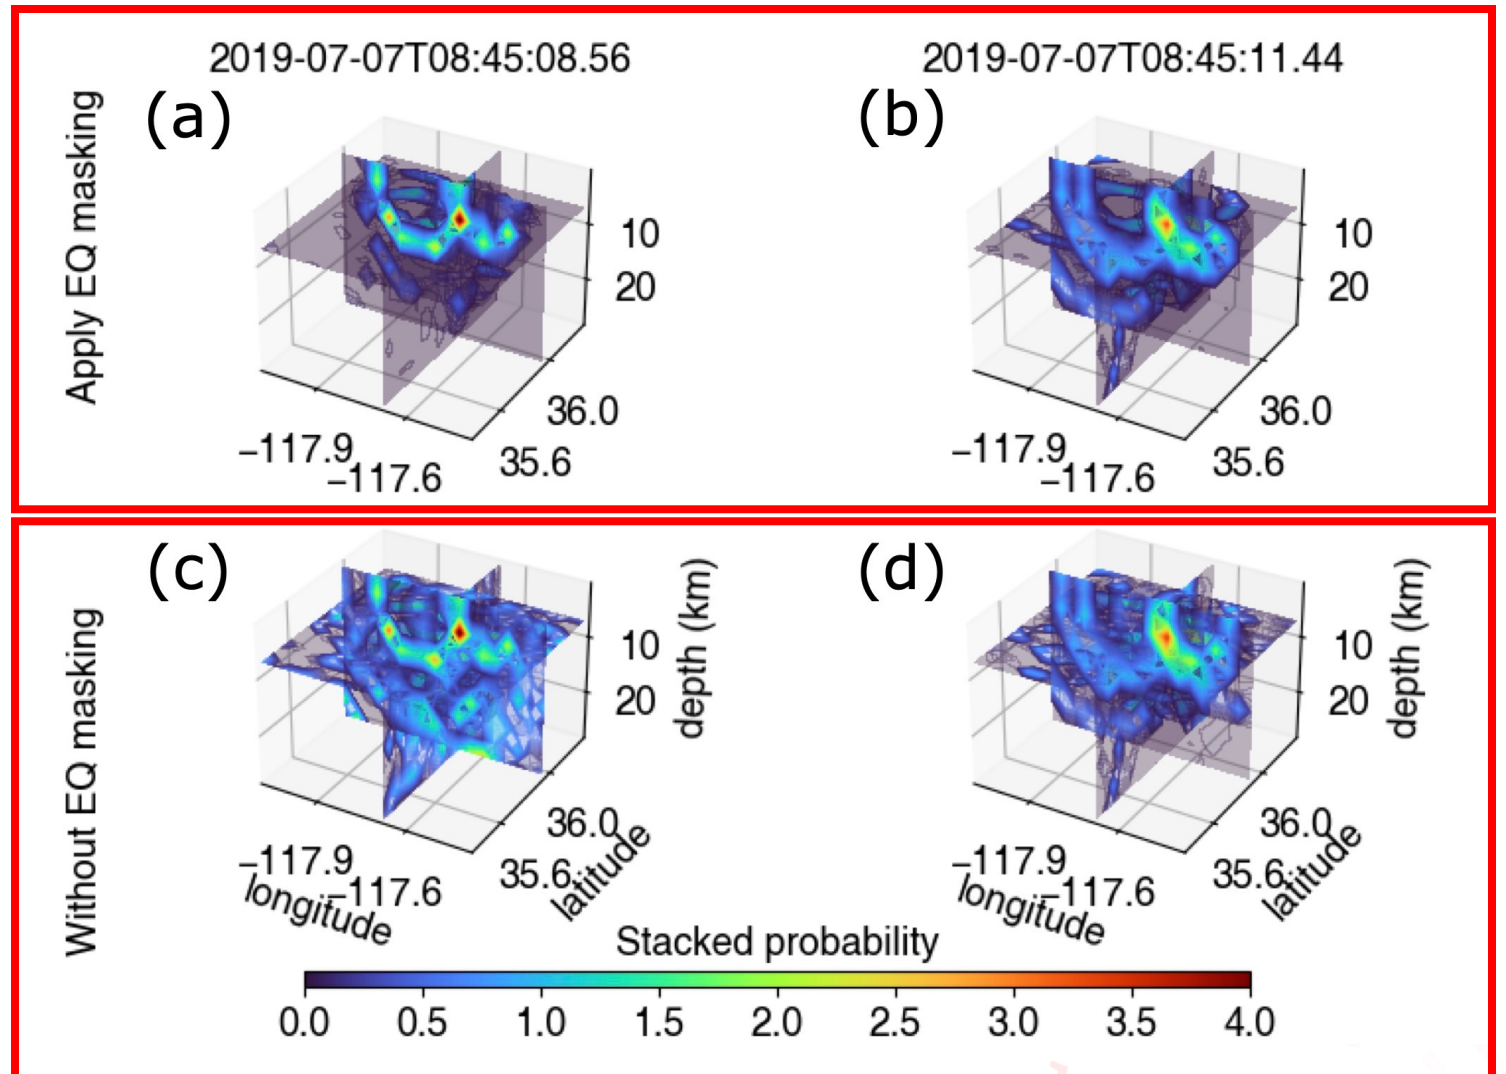 2019-07-07T08:45:08.56
2019-07-07T08:45:11.44
Apply EQ masking
(a)
10
20
36.0
35.6
−117.9
−117.6
(b)
10
20
36.0
35.6
−117.9
−117.6
Without EQ masking
(c)
10
20
depth (km)
36.0
35.6
latitude
−117.9
−117.6
longitude
(d)
10
20
depth (km)
36.0
35.6
latitude
−117.9
−117.6
longitude
Stacked probability
0.0 0.5 1.0 1.5 2.0 2.5 3.0 3.5 4.0